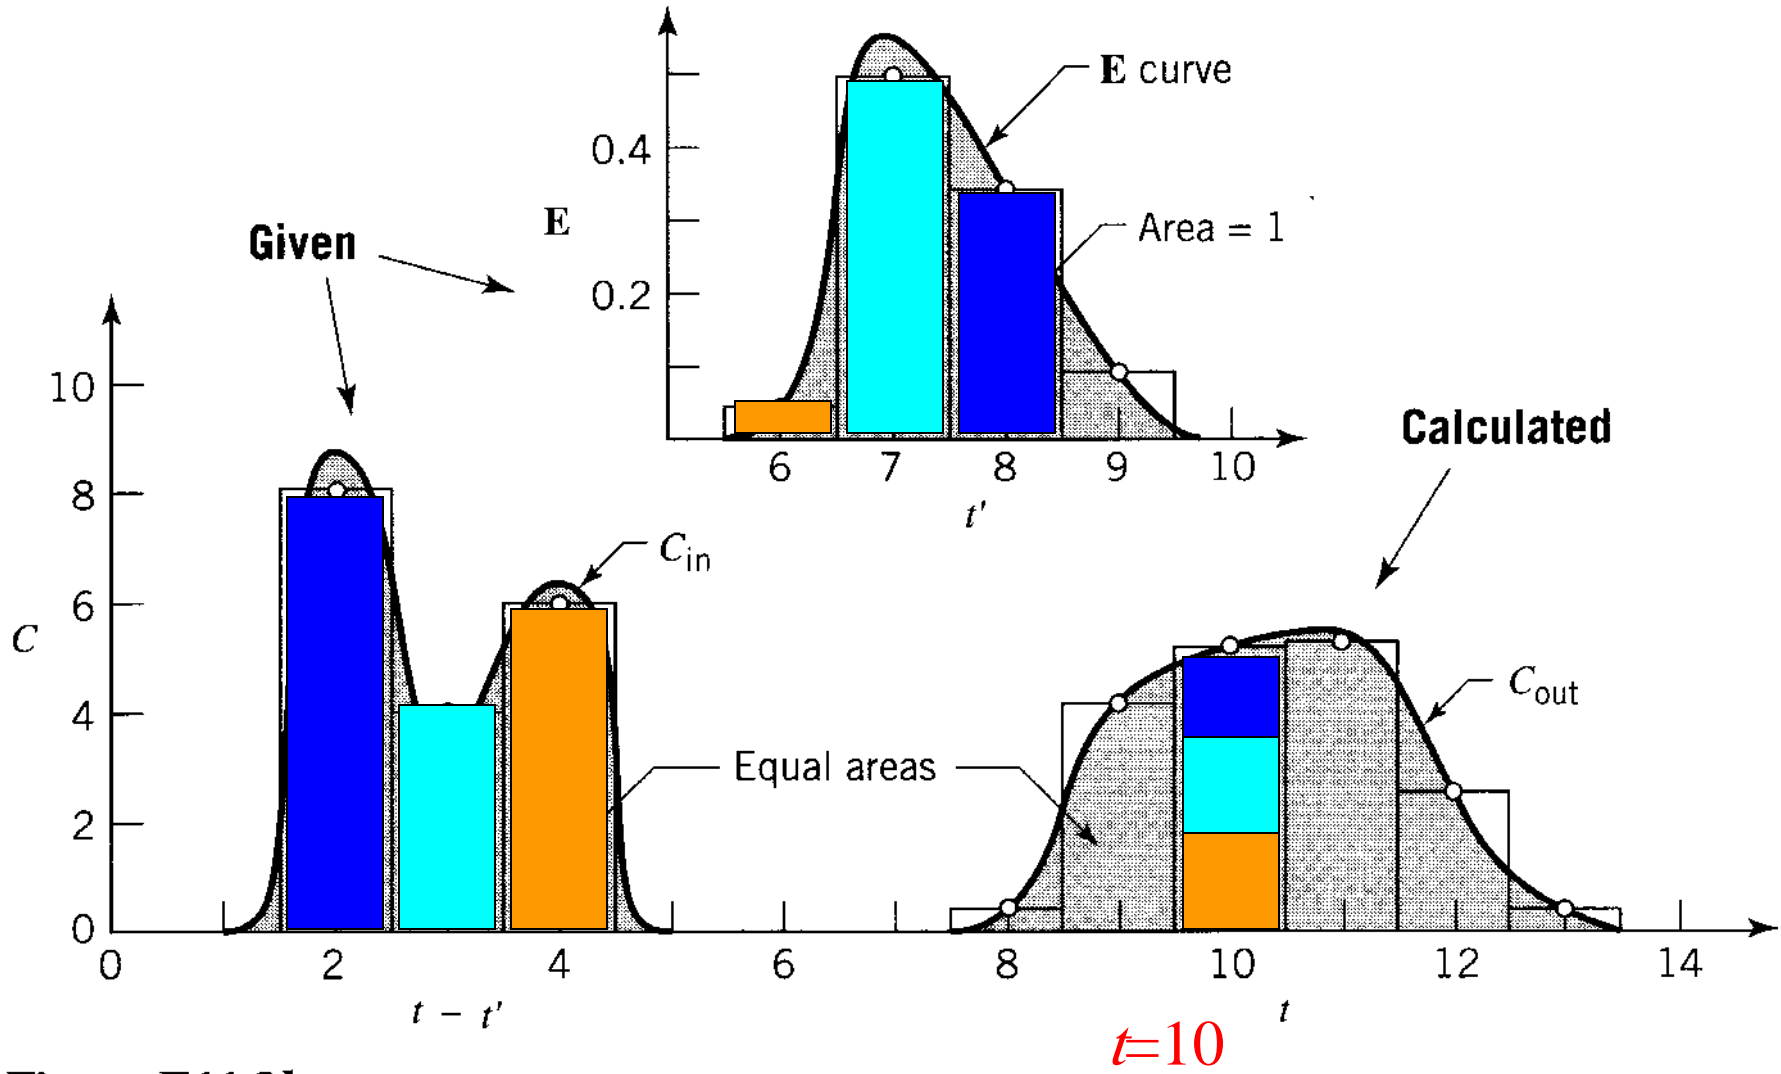 E curve
0.4
E
Area = 1
Given
0.2
10
6 7 8 9 10
Calculated
t'
8
C_in
6
C
C_out
4
Equal areas
2
0
0 2 4 6 8 10 12 14
t – t'
t
t=10